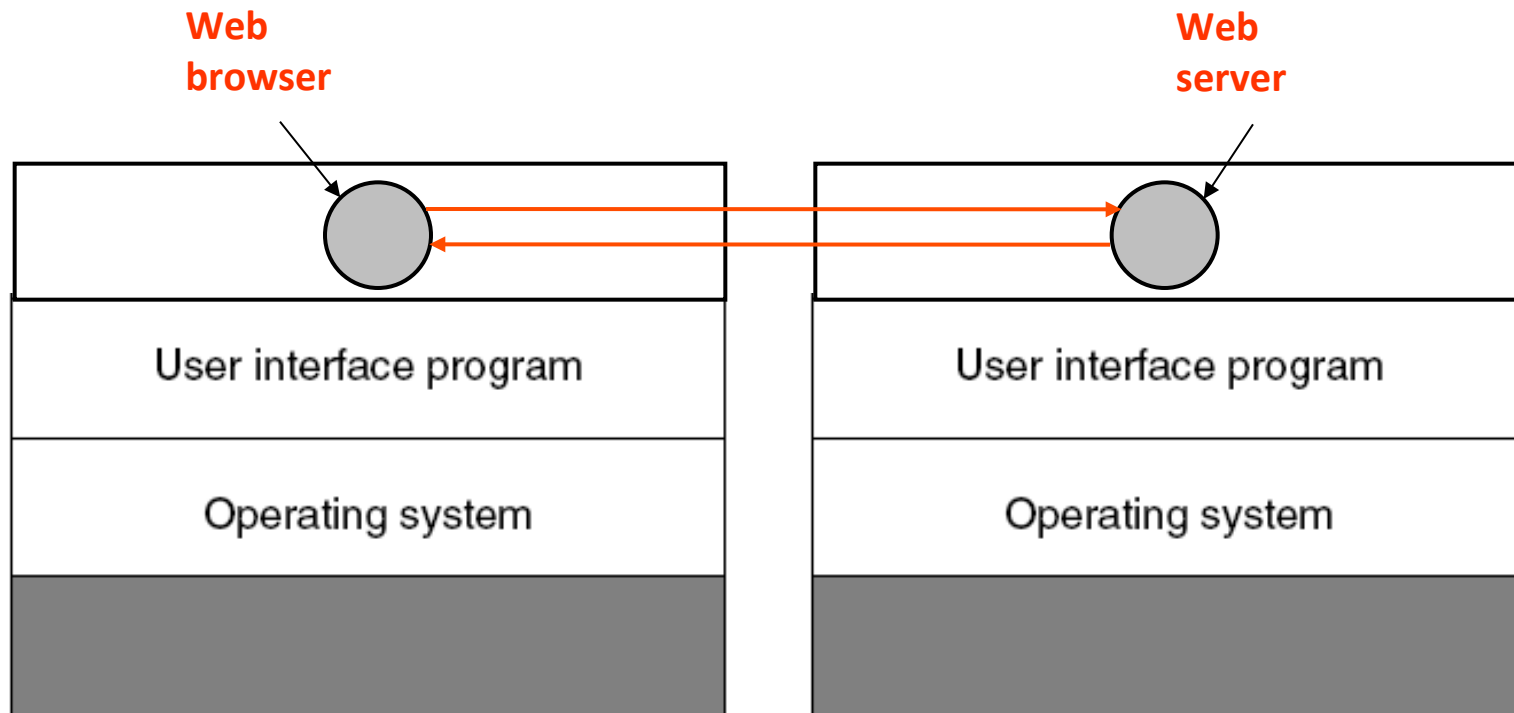 Web
browser
Web
server
User interface program
User interface program
Operating system
Operating system